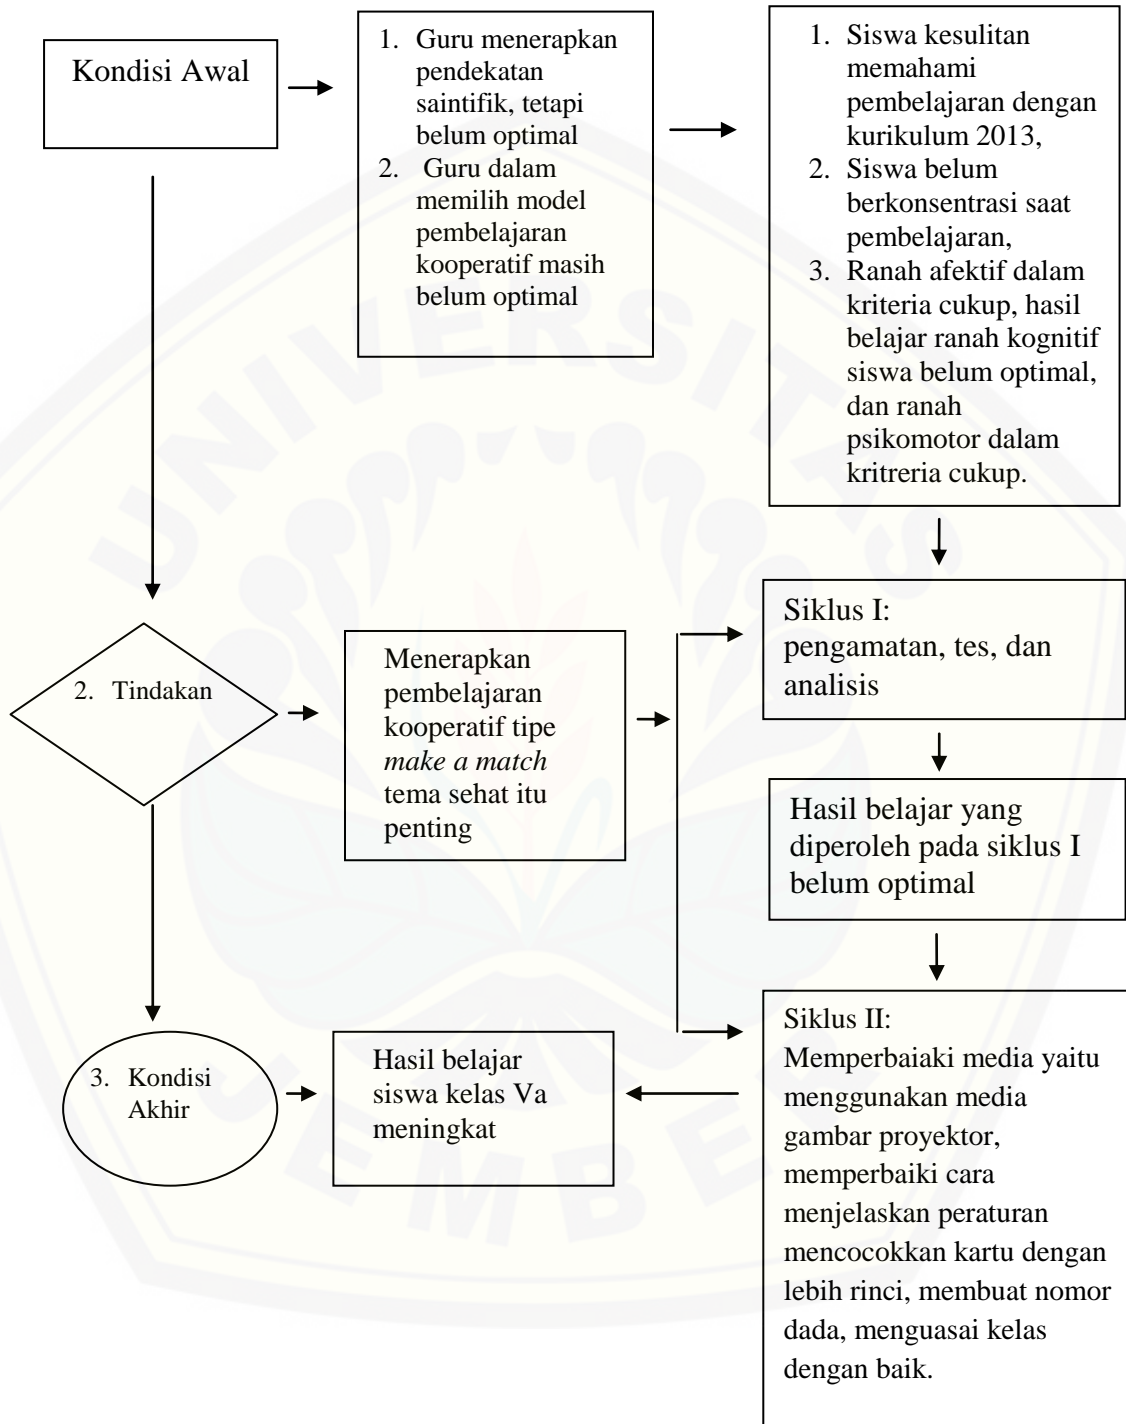 Kondisi Awal
1. Guru menerapkan
pendekatan
saintifik, tetapi
belum optimal
2. Guru dalam
memilih model
pembelajaran
kooperatif masih
belum optimal
1. Siswa kesulitan
memahami
pembelajaran dengan
kurikulum 2013,
2. Siswa belum
berkonsentrasi saat
pembelajaran,
3. Ranah afektif dalam
kriteria cukup, hasil
belajar ranah kognitif
siswa belum optimal,
dan ranah
psikomotor dalam
kritreria cukup.
2. Tindakan
Menerapkan
pembelajaran
kooperatif tipe
make a match
tema sehat itu
penting
Siklus I:
pengamatan, tes, dan
analisis
Hasil belajar yang
diperoleh pada siklus I
belum optimal
Siklus II:
Memperbaiaki media yaitu
menggunakan media
gambar proyektor,
memperbaiki cara
menjelaskan peraturan
mencocokkan kartu dengan
lebih rinci, membuat nomor
dada, menguasai kelas
dengan baik.
3. Kondisi
Akhir
Hasil belajar
siswa kelas Va
meningkat
UNIVERSITAS
JEMBER